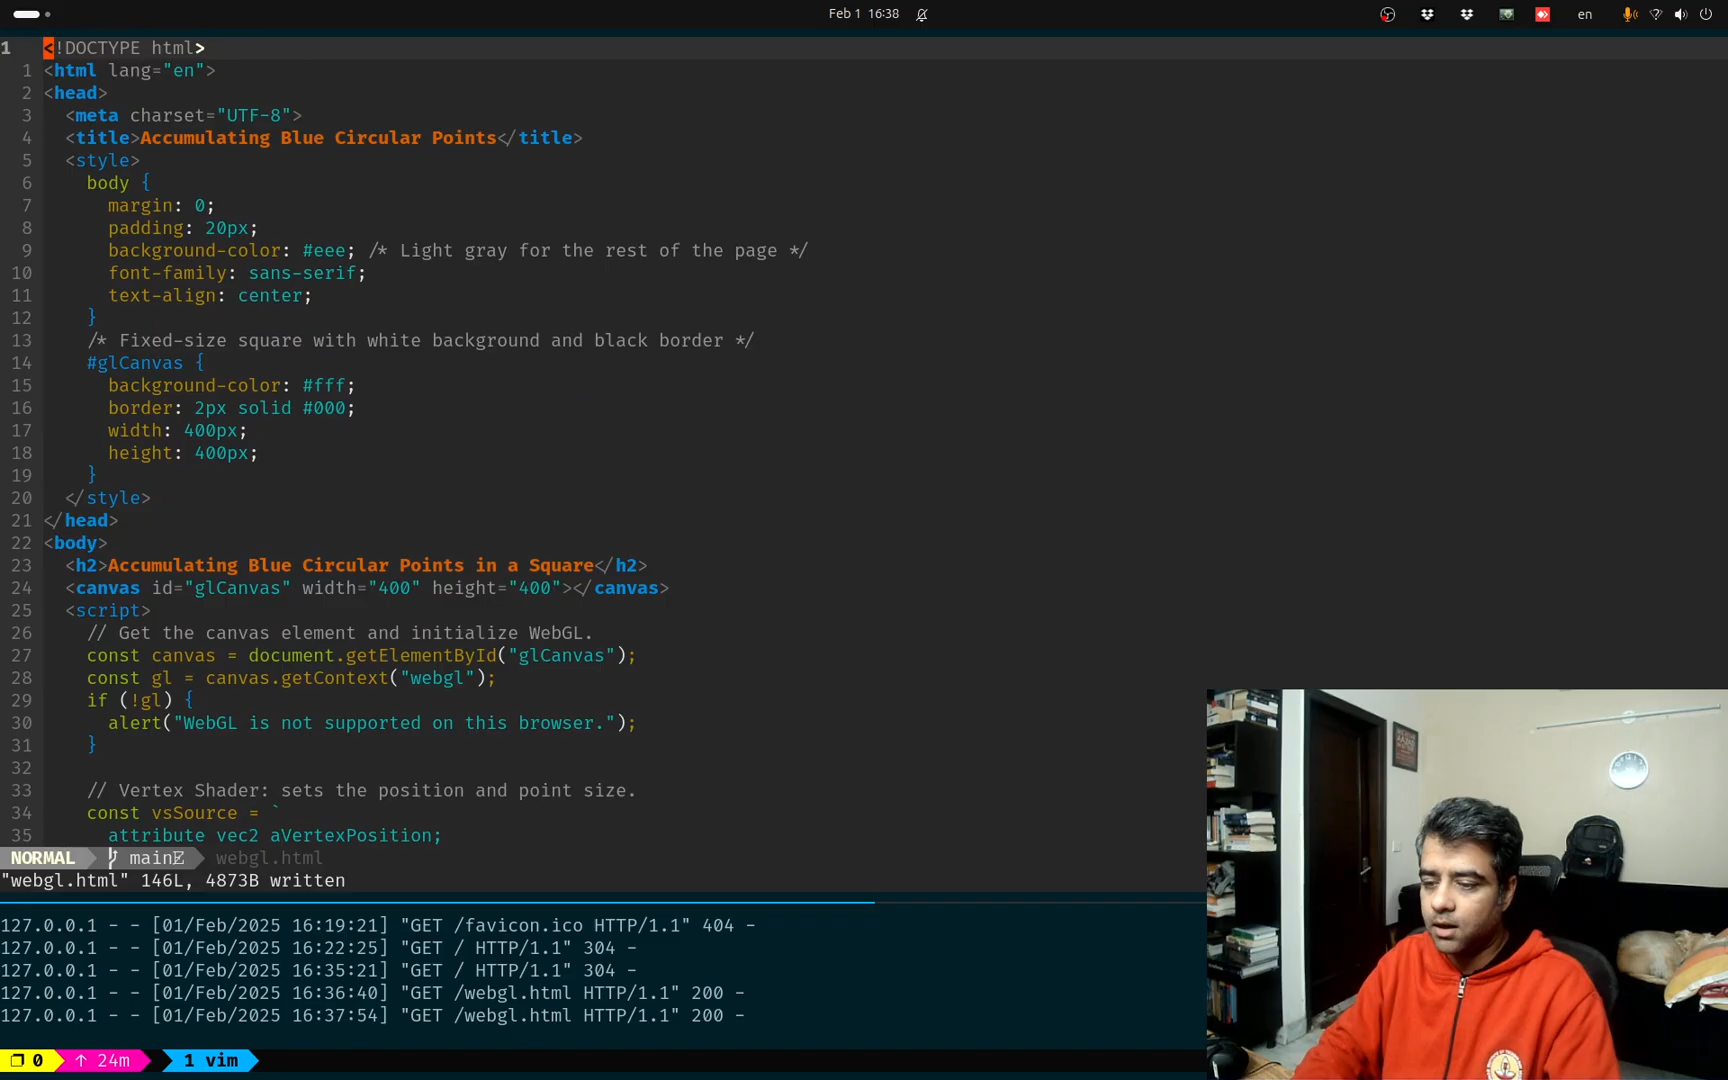 Feb 1 16:38
en
1 <!DOCTYPE html>
1 <html lang="en">
2 <head>
3 <meta charset="UTF-8">
4 <title>Accumulating Blue Circular Points</title>
5 <style>
6 body {
7 margin: 0;
8 padding: 20px;
9 background-color: #eee; /* Light gray for the rest of the page */
10 font-family: sans-serif;
11 text-align: center;
12 }
13 /* Fixed-size square with white background and black border */
14 #glCanvas {
15 background-color: #fff;
16 border: 2px solid #000;
17 width: 400px;
18 height: 400px;
19 }
20 </style>
21 </head>
22 <body>
23 <h2>Accumulating Blue Circular Points in a Square</h2>
24 <canvas id="glCanvas" width="400" height="400"></canvas>
25 <script>
26 // Get the canvas element and initialize WebGL.
27 const canvas = document.getElementById("glCanvas");
28 const gl = canvas.getContext("webgl");
29 if (!gl) {
30 alert("WebGL is not supported on this browser.");
31 }
32
33 // Vertex Shader: sets the position and point size.
34 const vsSource = `
35 attribute vec2 aVertexPosition;
NORMAL main webgl.html
"webgl.html" 146L, 4873B written
127.0.0.1 - - [01/Feb/2025 16:19:21] "GET /favicon.ico HTTP/1.1" 404 -
127.0.0.1 - - [01/Feb/2025 16:22:25] "GET / HTTP/1.1" 304 -
127.0.0.1 - - [01/Feb/2025 16:35:21] "GET / HTTP/1.1" 304 -
127.0.0.1 - - [01/Feb/2025 16:36:40] "GET /webgl.html HTTP/1.1" 200 -
127.0.0.1 - - [01/Feb/2025 16:37:54] "GET /webgl.html HTTP/1.1" 200 -
0 ↑ 24m 1 vim